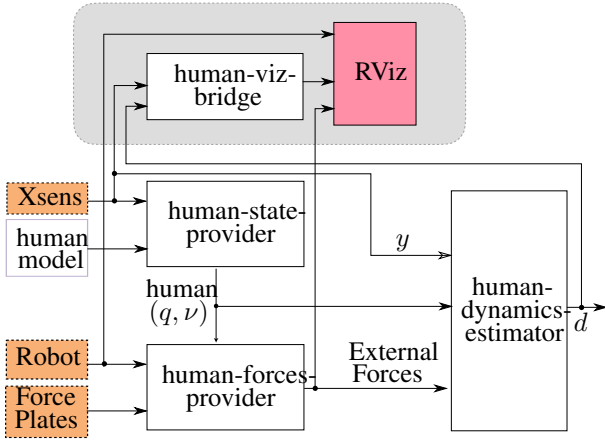 human-viz-
bridge
RViz
Xsens
human
model
human-state-
provider
y
human
(q, ν)
human-
dynamics-
estimator
d
Robot
Force
Plates
human-forces-
provider
External
Forces